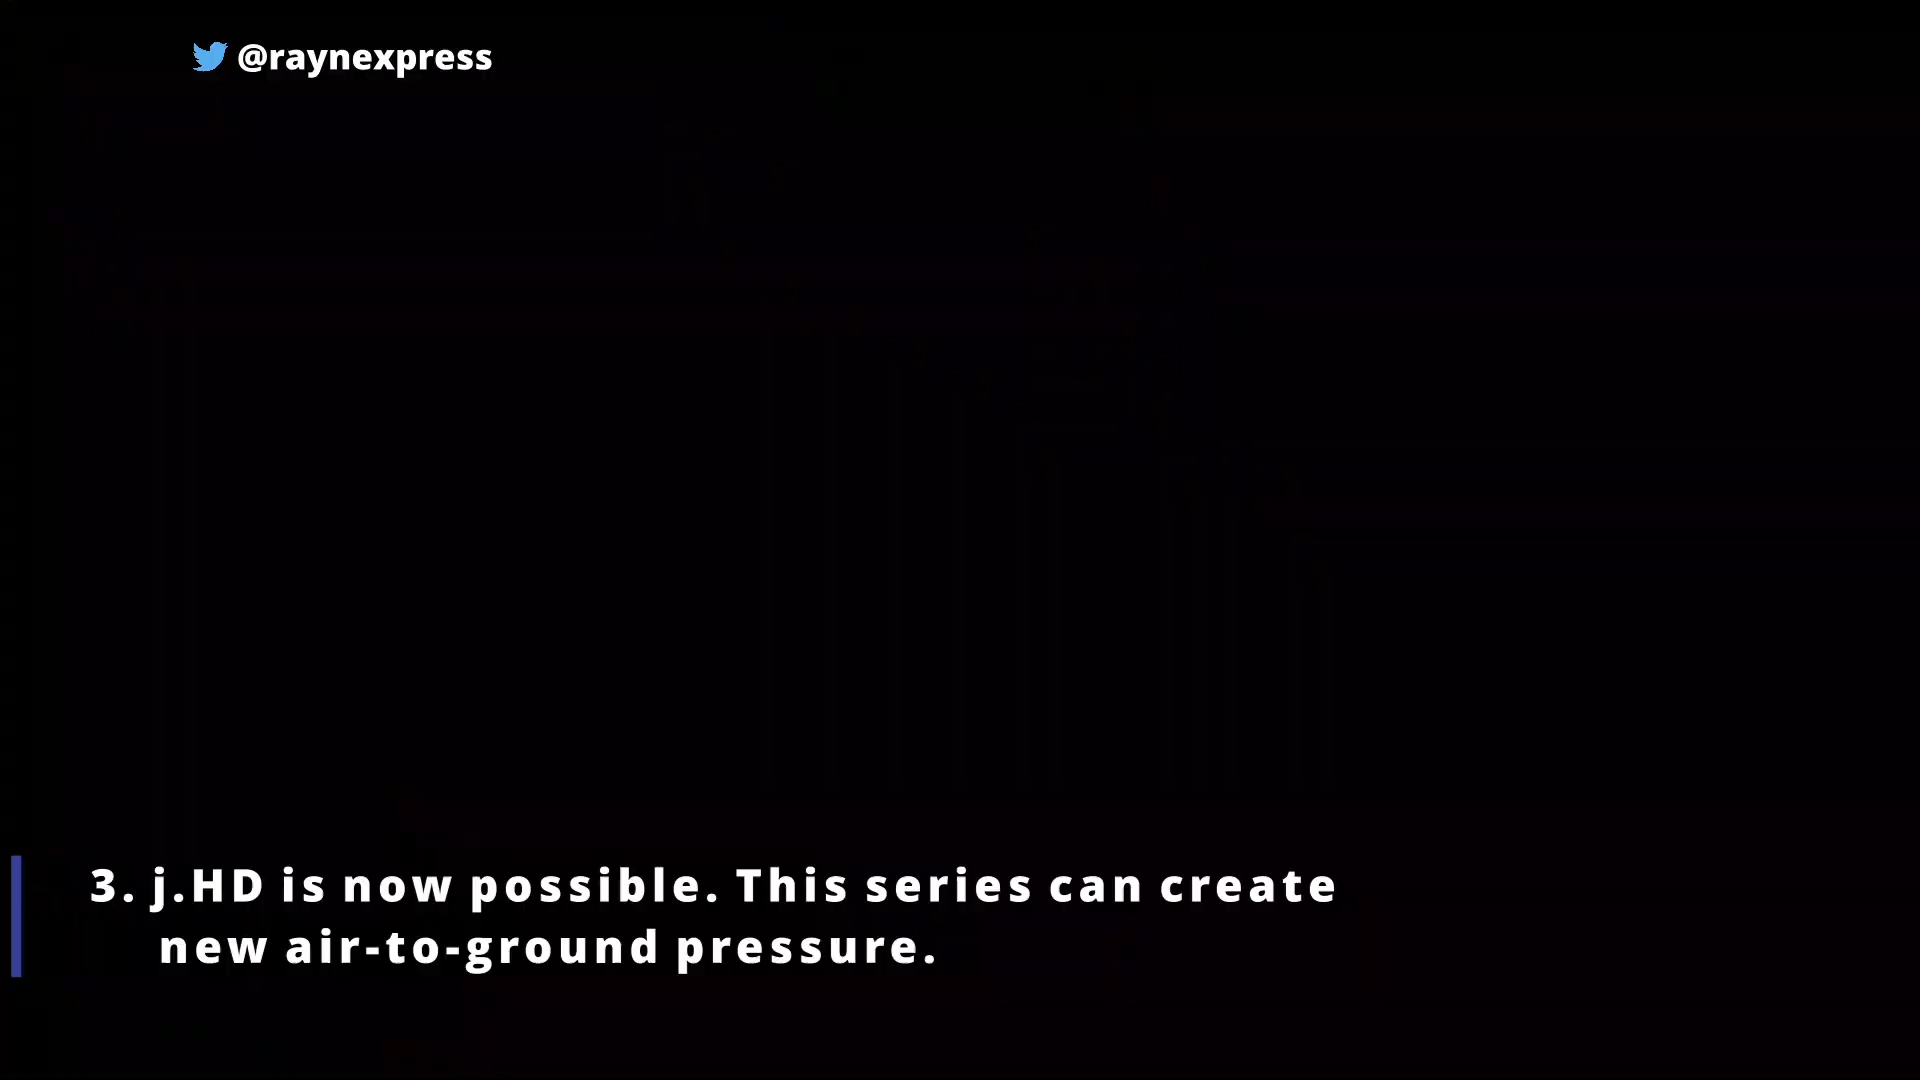 @raynexpress
3. j.HD is now possible. This series can create
new air-to-ground pressure.